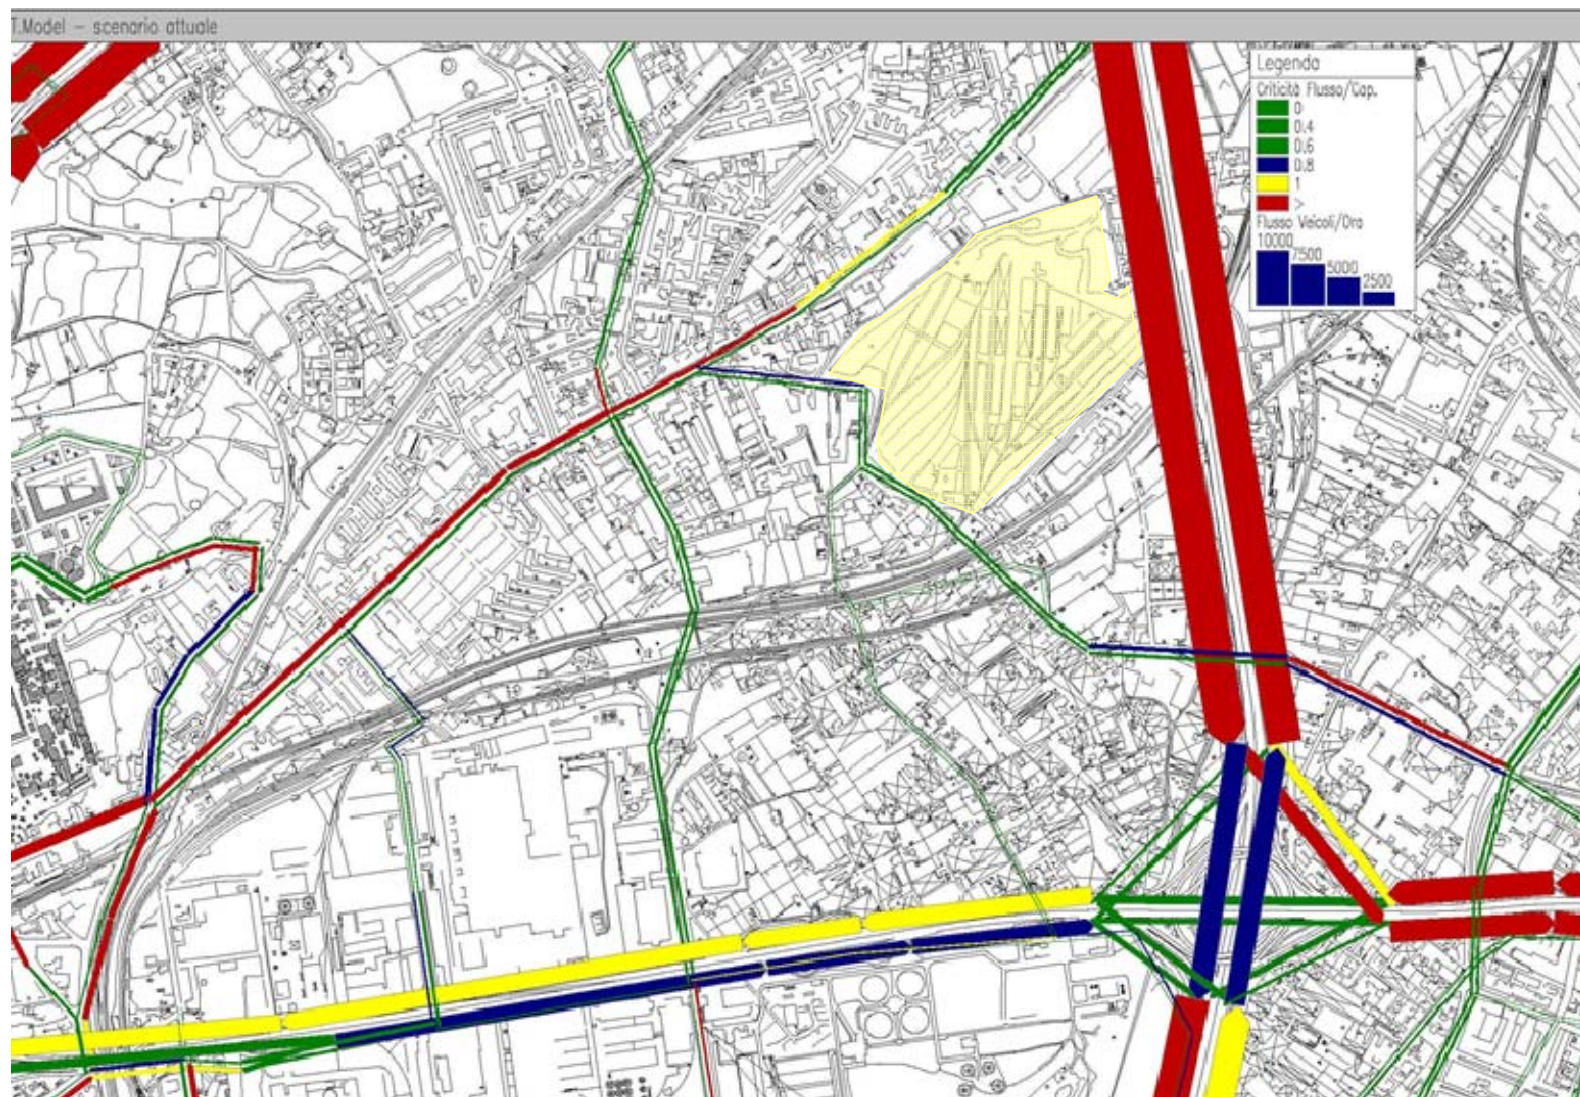 T.Model - scenario attuale
Legenda
Criticità Flusso/Cap.
0
0.4
0.6
0.8
1
>
Flusso Veicoli/Ora
10000
7500
5000
2500